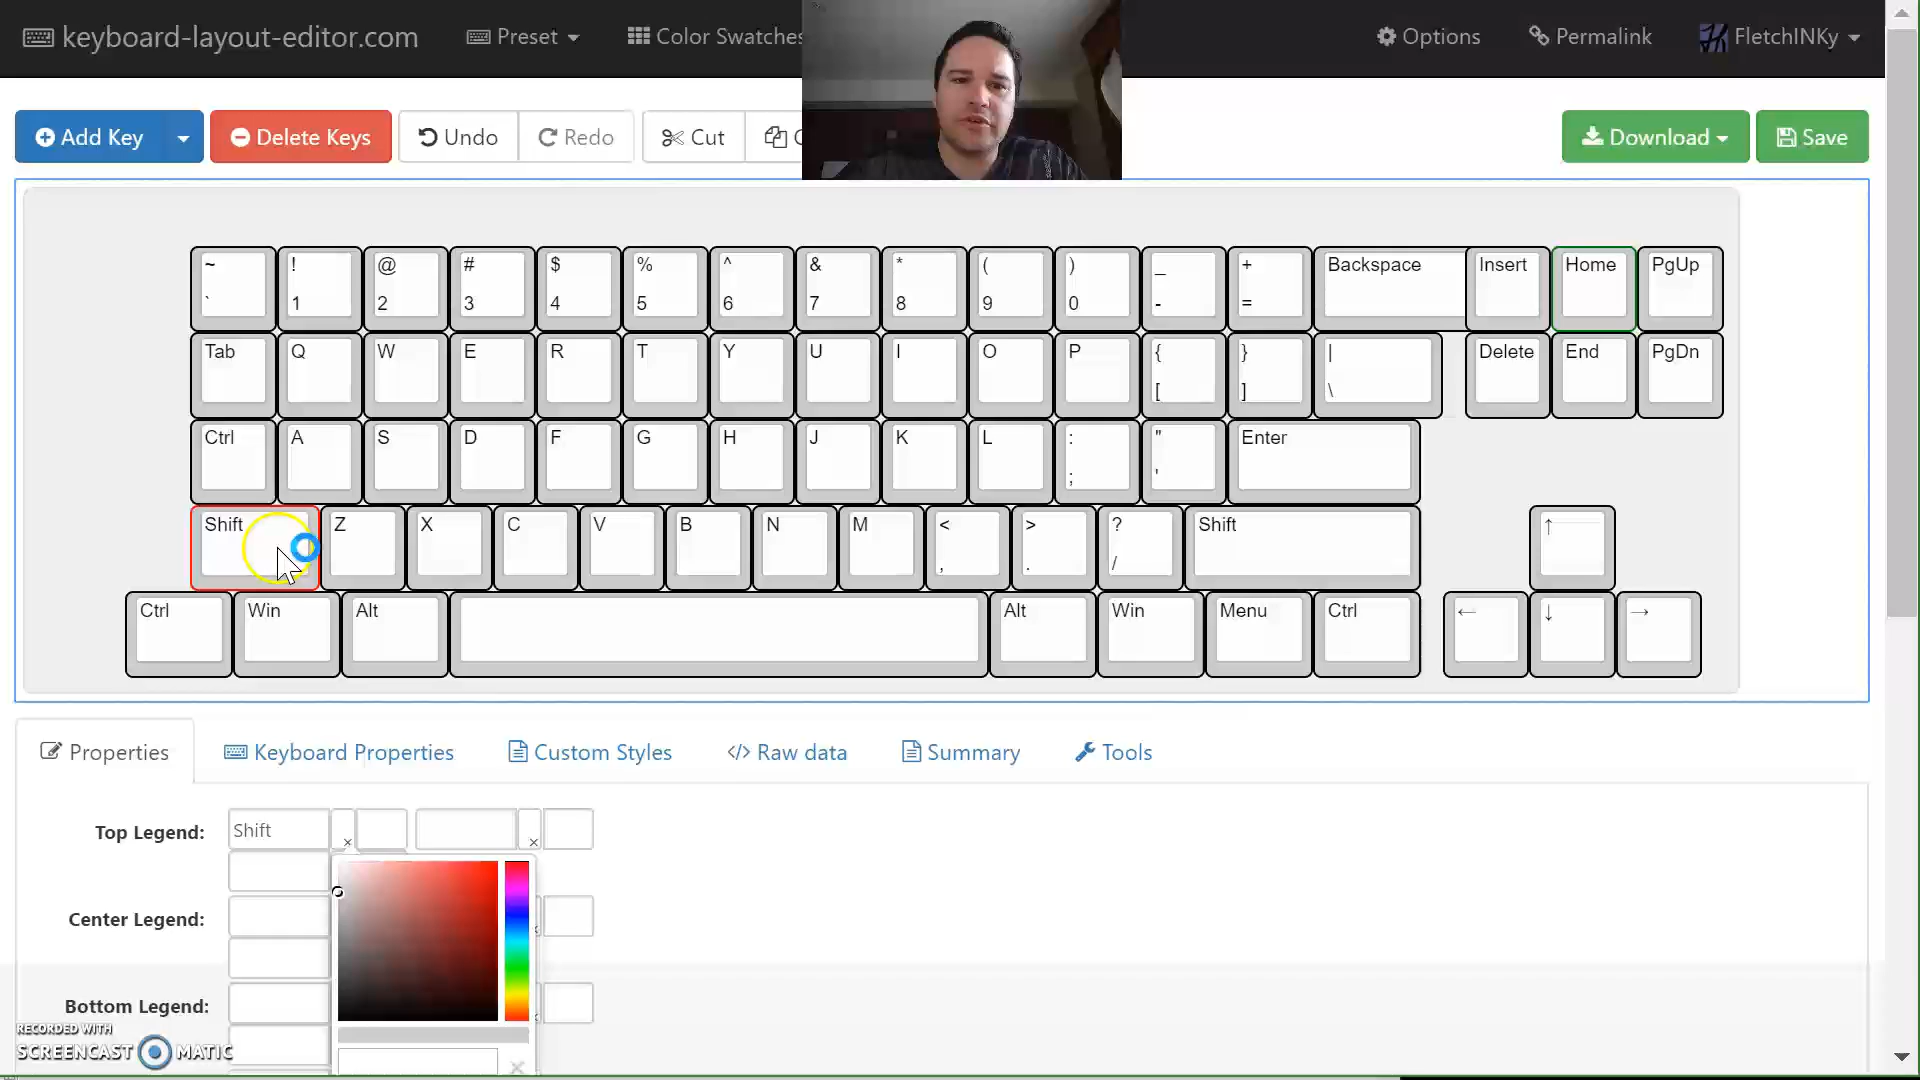 keyboard-layout-editor.com Preset Color Swatches Options Permalink FletchINKy
Add Key Delete Keys Undo Redo Cut C Download Save
~ ! @ # $ % ^ & * ( ) _ + Backspace Insert Home PgUp
` 1 2 3 4 5 6 7 8 9 0 - =
Tab Q W E R T Y U I O P { } | Delete End PgDn
[ ] \
Ctrl A S D F G H J K L : " Enter
; '
Shift Z X C V B N M < > ? Shift ↑
, . /
Ctrl Win Alt Alt Win Menu Ctrl ← ↓ →
Properties Keyboard Properties Custom Styles </> Raw data Summary Tools
Top Legend: Shift × ×
Center Legend:
Bottom Legend:
RECORDED WITH
SCREENCAST MATIC